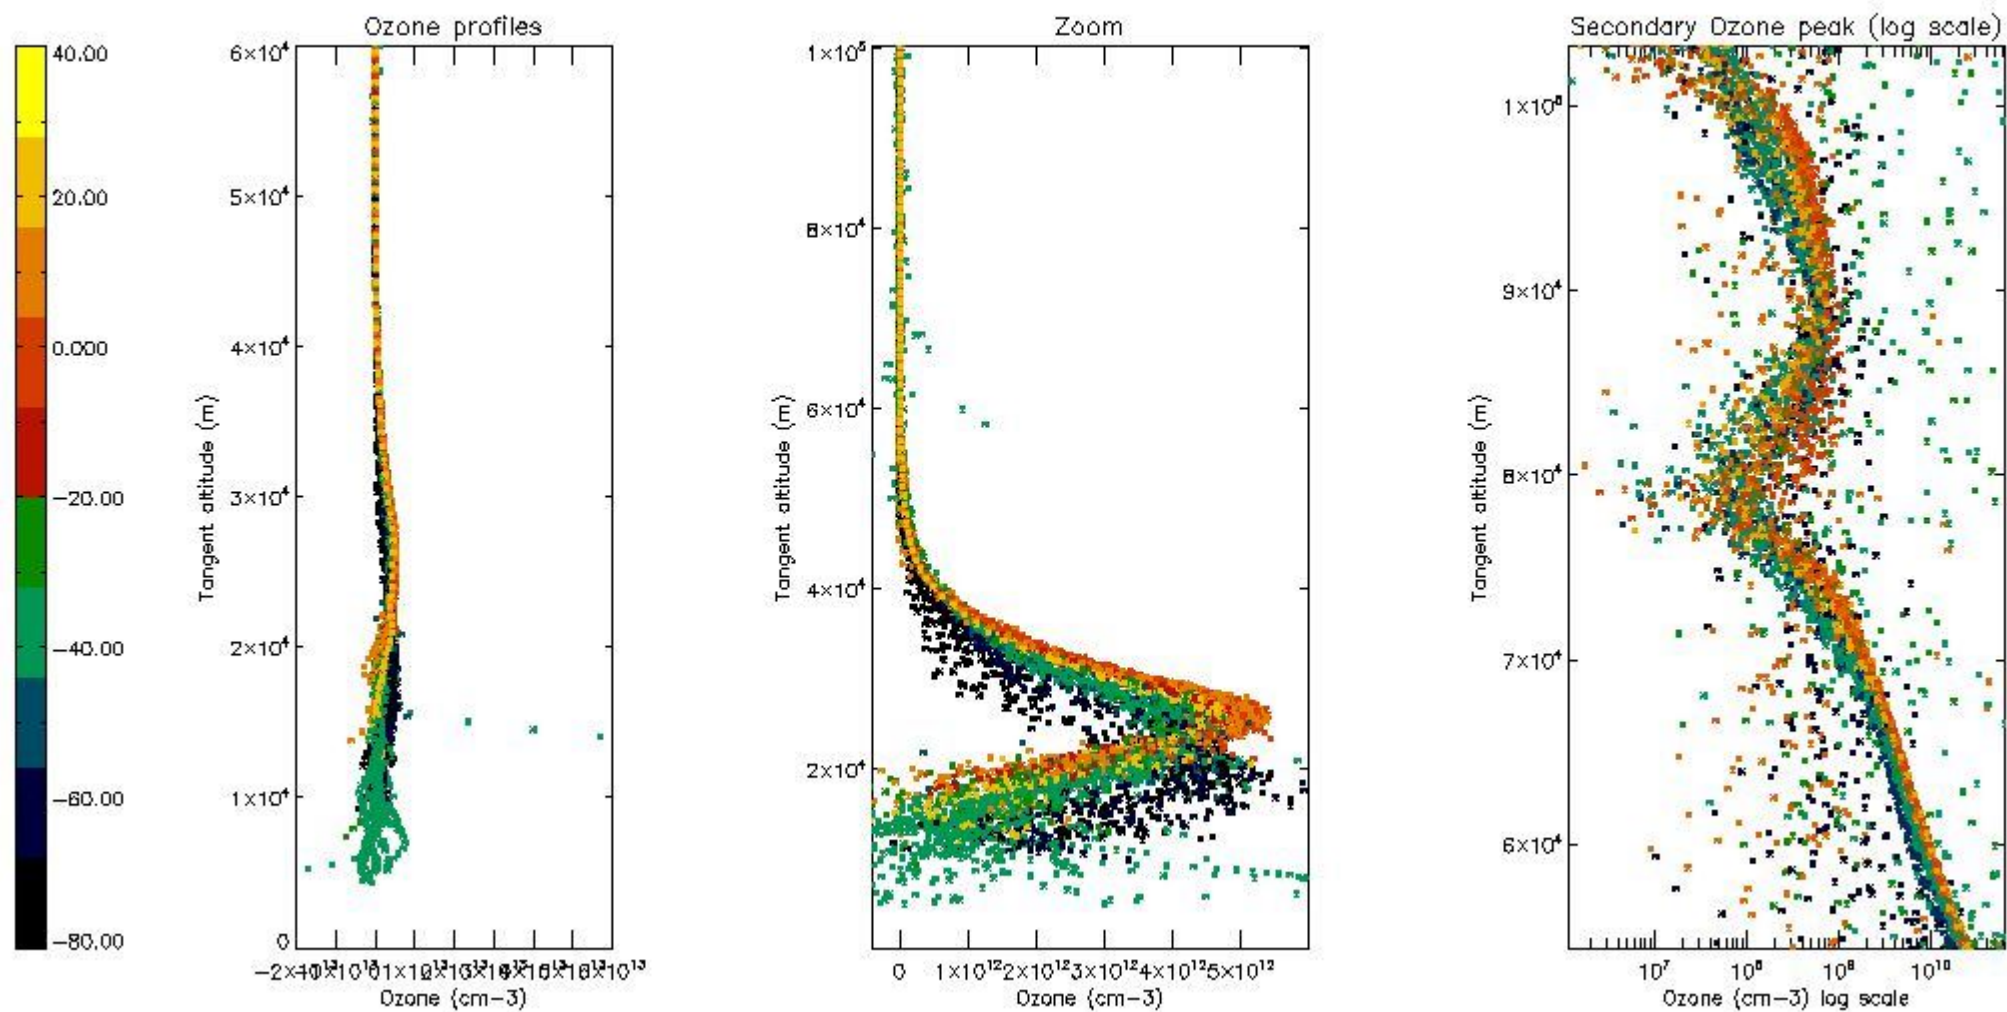 Ozone profiles
Zoom
Secondary Ozone peak (log scale)
40.00
20.00
0.000
−20.00
−40.00
−60.00
−80.00
6×10⁴
5×10⁴
4×10⁴
3×10⁴
2×10⁴
1×10⁴
0
Tangent altitude (m)
Ozone (cm−3)
1×10⁵
8×10⁴
6×10⁴
4×10⁴
2×10⁴
Tangent altitude (m)
0 1×10¹² 2×10¹² 3×10¹² 4×10¹² 5×10¹²
Ozone (cm−3)
9×10⁴
8×10⁴
7×10⁴
6×10⁴
Tangent altitude (m)
10⁷ 10⁸ 10⁹ 10¹⁰
Ozone (cm−3) log scale